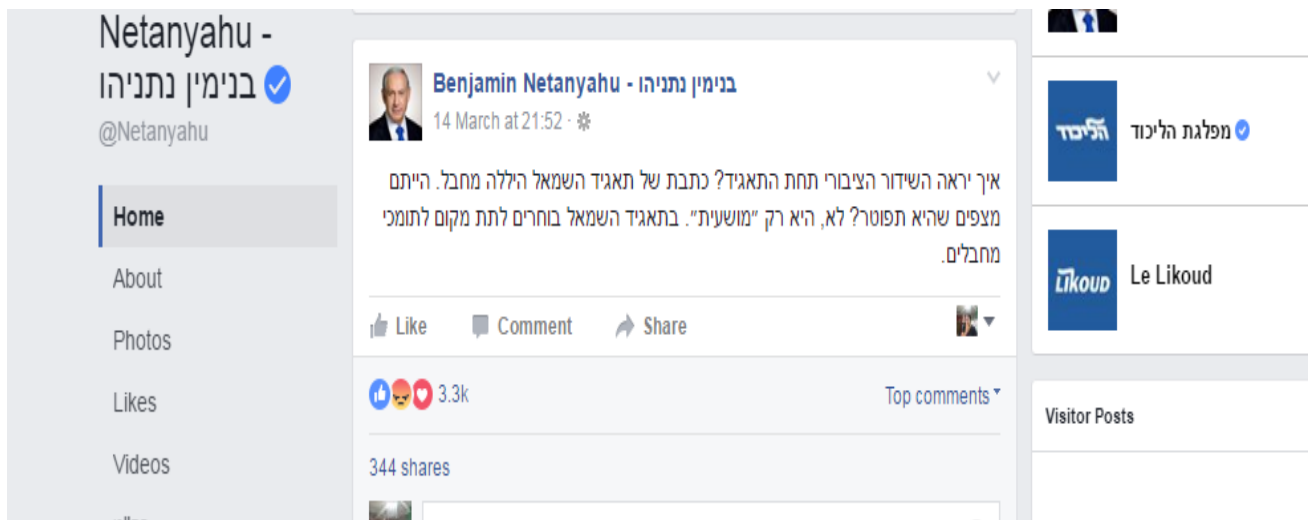 Netanyahu -
בנימין נתניהו
@Netanyahu
Home
About
Photos
Likes
Videos
Benjamin Netanyahu - בנימין נתניהו
14 March at 21:52 ·
איך יראה השידור הציבורי תחת התאגיד? כתבת של תאגיד השמאל היללה מחבל. הייתם
מצפים שהיא תפוטר? לא, היא רק "מושעית". בתאגיד השמאל בוחרים לתת מקום לתומכי
מחבלים.
Like Comment Share
3.3k Top comments
344 shares
הליכוד מפלגת הליכוד
Likoud Le Likoud
Visitor Posts